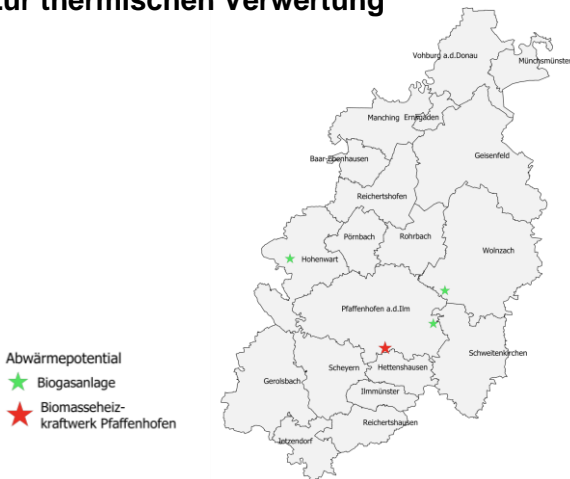 zur thermischen Verwertung
Vohburg a.d.Donau
Münchsmünster
Manching
Ernsgaden
Geisenfeld
Baar-Ebenhausen
Reichertshofen
Pörnbach
Rohrbach
Wolnzach
Hohenwart
Pfaffenhofen a.d.Ilm
Schweitenkirchen
Scheyern
Hettenshausen
Gerolsbach
Ilmmünster
Reichertshausen
Jetzendorf
Abwärmepotential
Biogasanlage
Biomasseheiz-
kraftwerk Pfaffenhofen